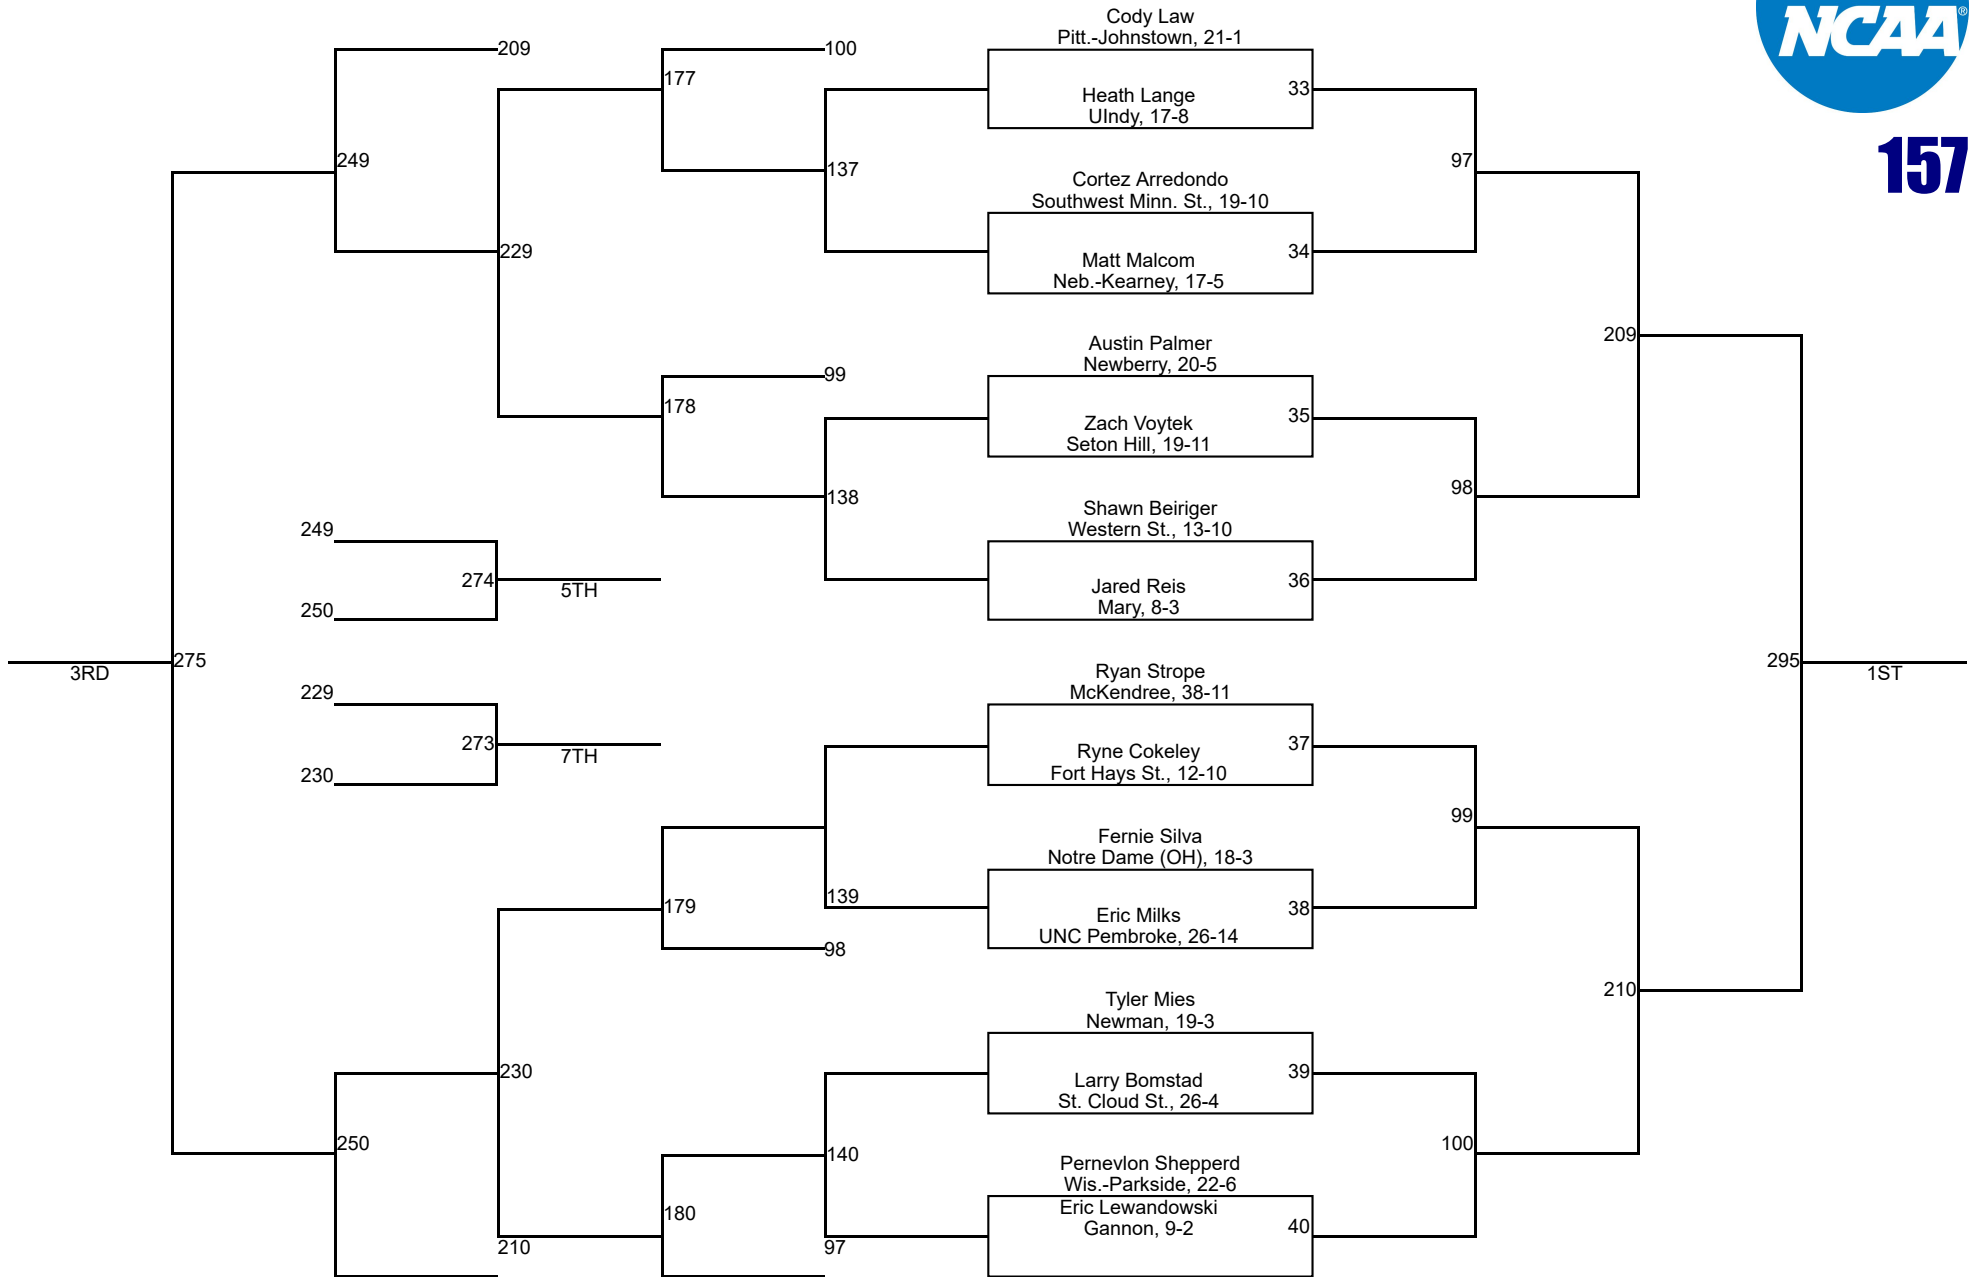 NCAA®
157
Cody Law
Pitt.-Johnstown, 21-1
209
100
177
Heath Lange
UIndy, 17-8
33
249
137
97
Cortez Arredondo
Southwest Minn. St., 19-10
229
Matt Malcom
Neb.-Kearney, 17-5
34
209
Austin Palmer
Newberry, 20-5
99
178
Zach Voytek
Seton Hill, 19-11
35
138
98
Shawn Beiriger
Western St., 13-10
249
274
5TH
250
Jared Reis
Mary, 8-3
36
3RD
275
295
1ST
Ryan Strope
McKendree, 38-11
229
273
7TH
230
Ryne Cokeley
Fort Hays St., 12-10
37
99
Fernie Silva
Notre Dame (OH), 18-3
139
179
Eric Milks
UNC Pembroke, 26-14
38
98
210
Tyler Mies
Newman, 19-3
230
Larry Bomstad
St. Cloud St., 26-4
39
250
140
100
Pernevlon Shepperd
Wis.-Parkside, 22-6
180
Eric Lewandowski
Gannon, 9-2
40
210
97